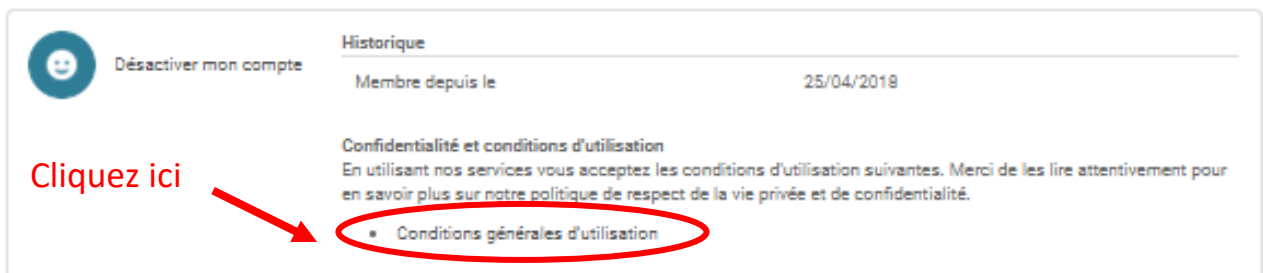 Historique
Désactiver mon compte
Membre depuis le 25/04/2018
Confidentialité et conditions d'utilisation
En utilisant nos services vous acceptez les conditions d'utilisation suivantes. Merci de les lire attentivement pour
en savoir plus sur notre politique de respect de la vie privée et de confidentialité.
Cliquez ici
• Conditions générales d'utilisation